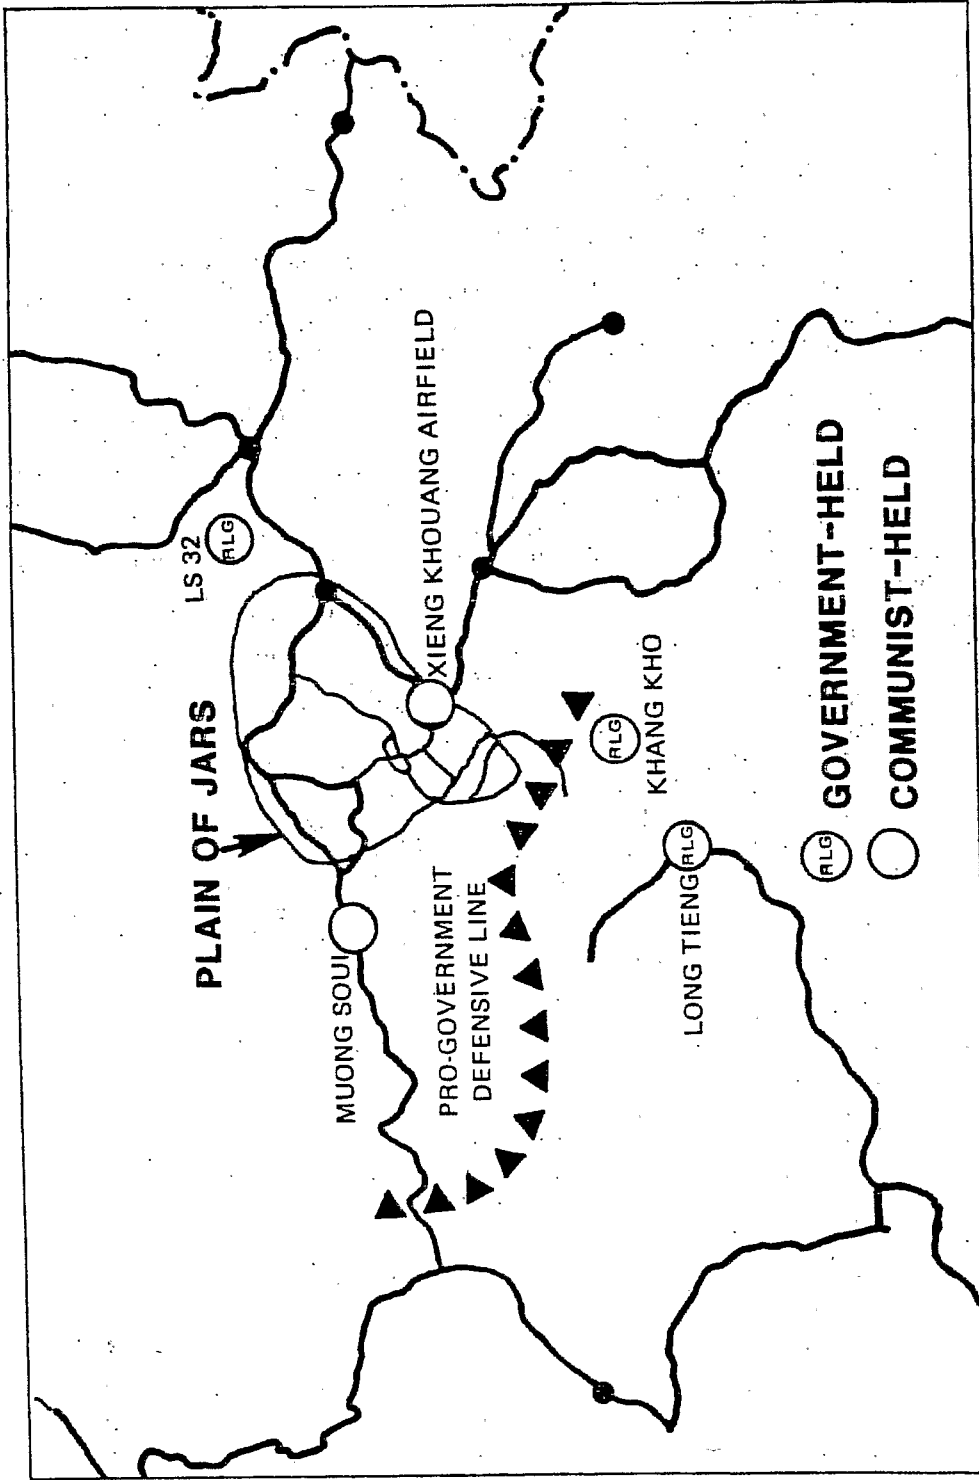 LS 32
RLG
PLAIN OF JARS
XIENG KHOUANG AIRFIELD
MUONG SOUI
PRO-GOVERNMENT
DEFENSIVE LINE
RLG
KHANG KHO
LONG TIENG
RLG
RLG GOVERNMENT-HELD
COMMUNIST-HELD